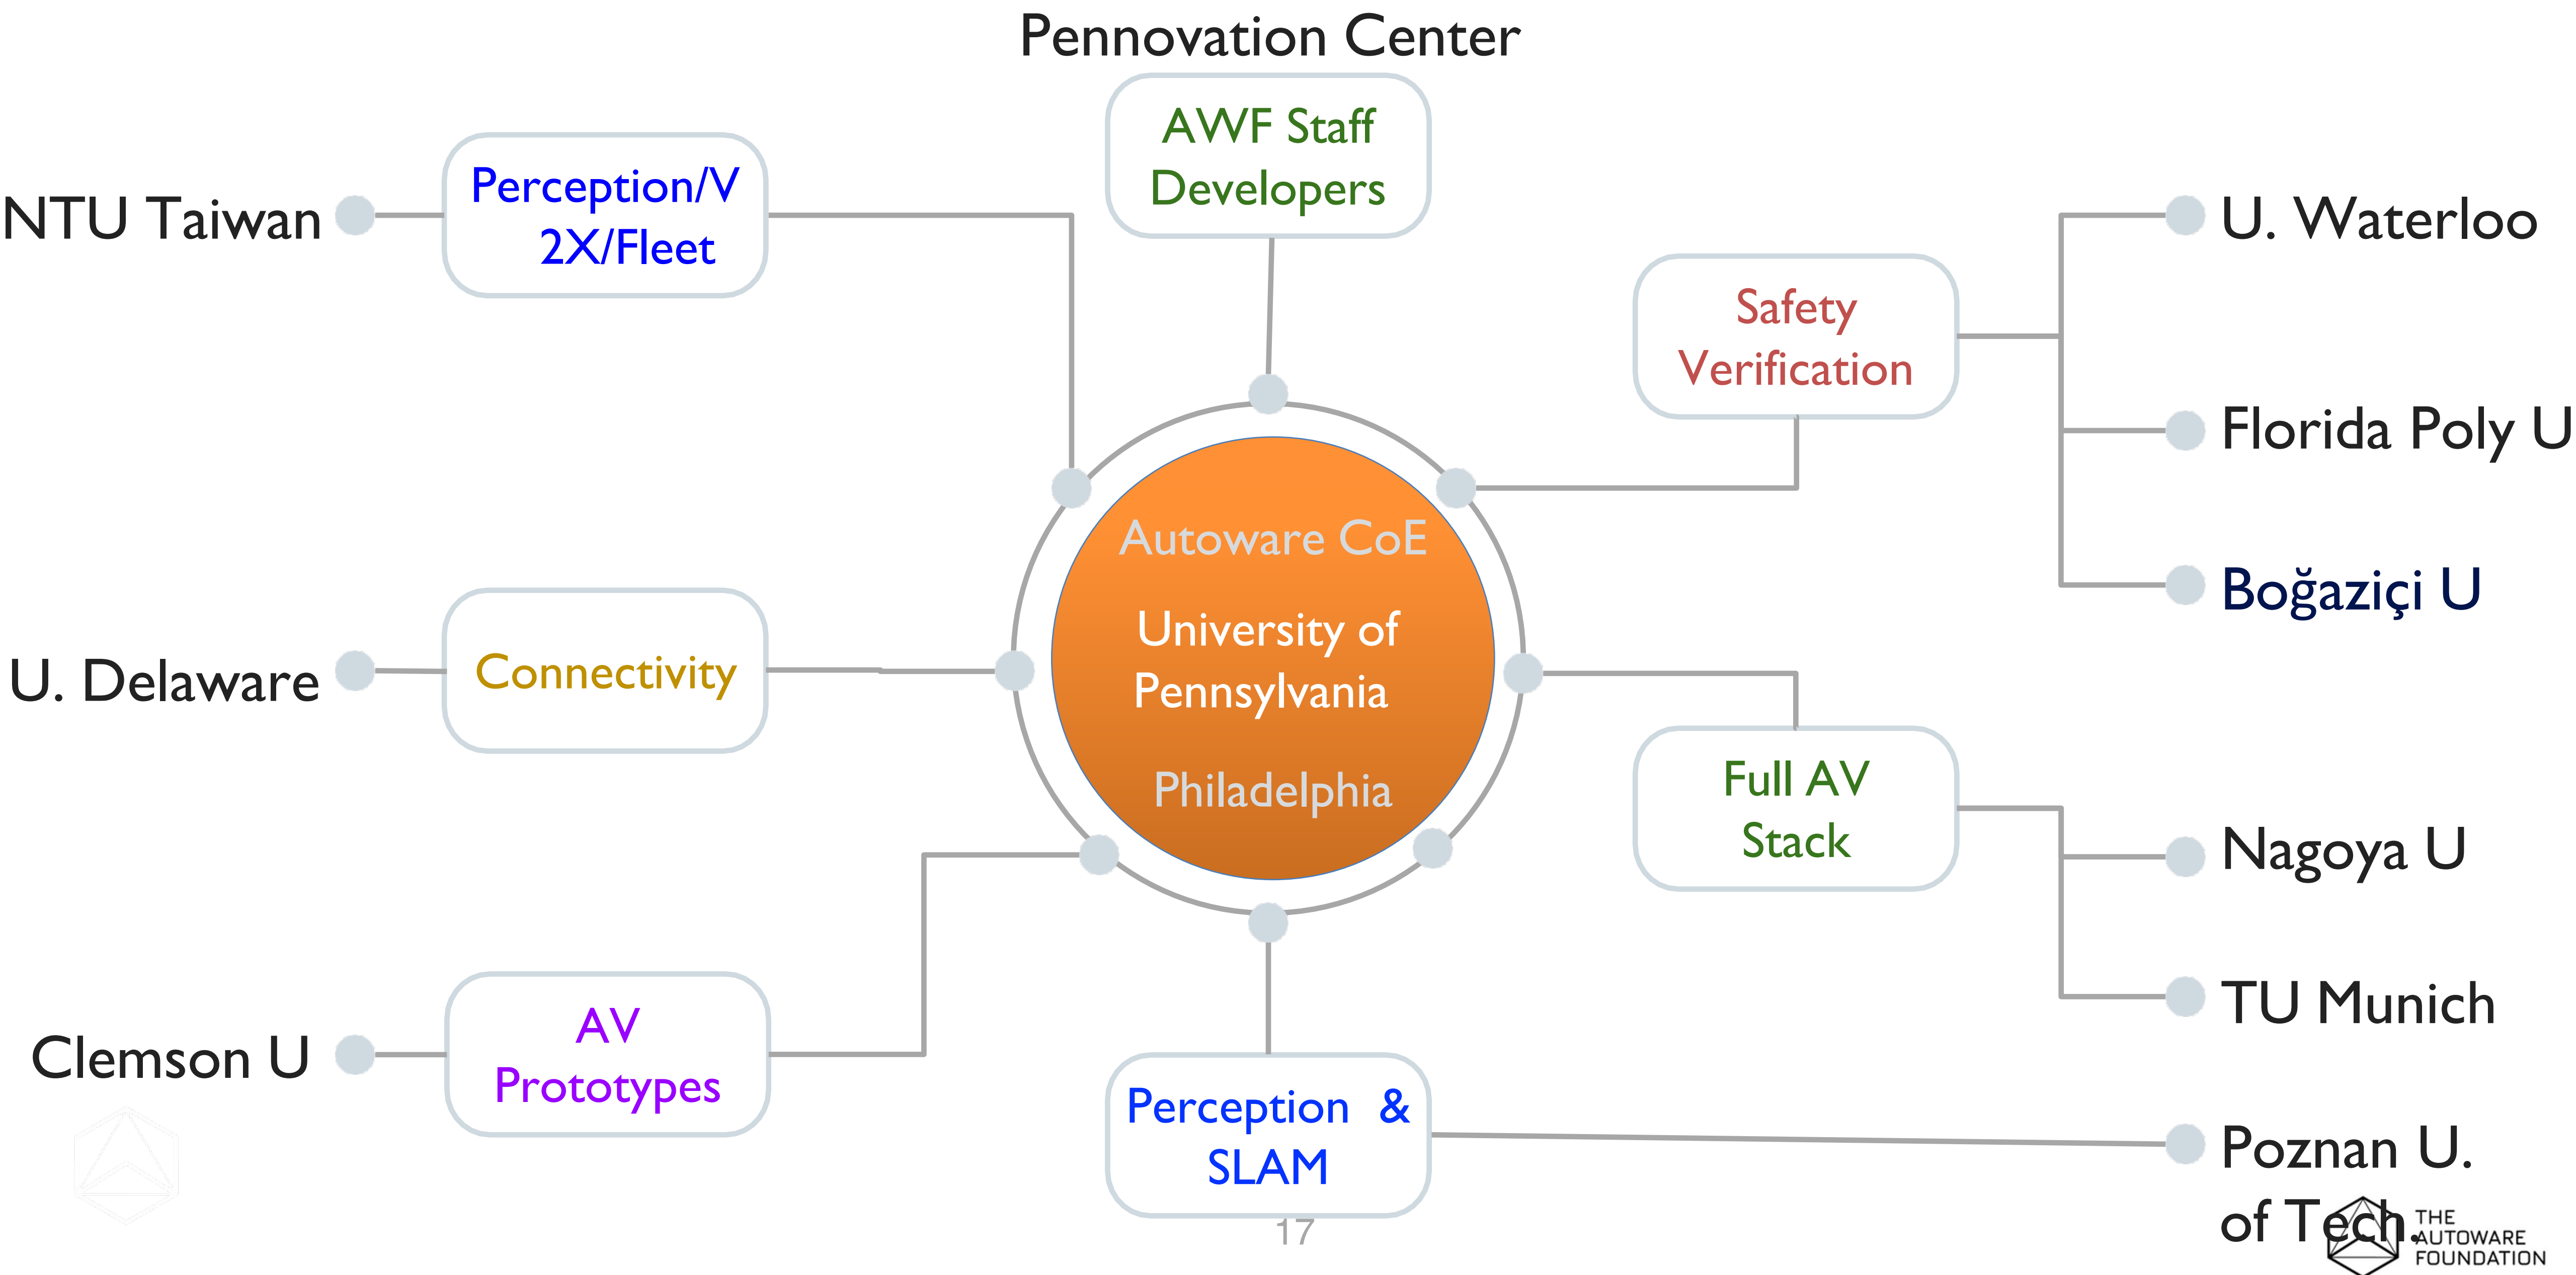 Pennovation Center
AWF Staff
Developers
NTU Taiwan
Perception/V
2X/Fleet
U. Waterloo
Safety
Verification
Florida Poly U
Boğaziçi U
Autoware CoE
University of
Pennsylvania
Philadelphia
U. Delaware
Connectivity
Full AV
Stack
Nagoya U
TU Munich
Clemson U
AV
Prototypes
Perception &
SLAM
Poznan U.
of Tech.
17
THE
AUTOWARE
FOUNDATION